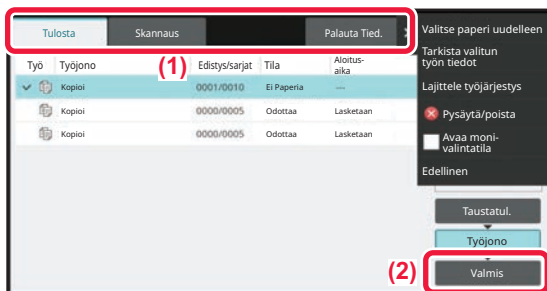 Tulosta Skannaus Palauta Tied.
(1)
Työ Työjono Edistys/sarjat Tila Aloitus-
aika
Kopioi 0001/0010 Ei Paperia ---
Kopioi 0000/0005 Odottaa Lasketaan
Kopioi 0000/0005 Odottaa Lasketaan
Valitse paperi uudelleen
Tarkista valitun
työn tiedot
Lajittele työjärjestys
Pysäytä/poista
Avaa moni-
valintatila
Edellinen
Taustatul.
Työjono
(2)
Valmis